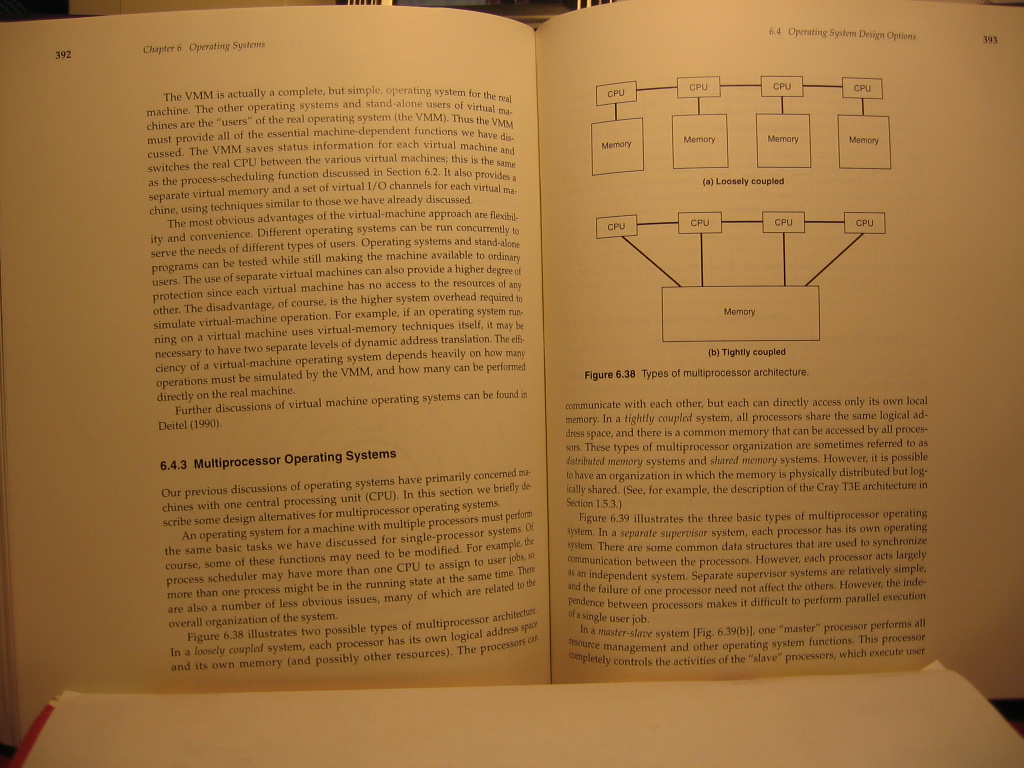 392
Chapter 6 Operating Systems
The VMM is actually a complete, but simple, operating system for the real
machine. The other operating systems and stand-alone users of virtual ma-
chines are the "users" of the real operating system (the VMM). Thus the VMM
must provide all of the essential machine-dependent functions we have dis-
cussed. The VMM saves status information for each virtual machine and
switches the real CPU between the various virtual machines; this is the same
as the process-scheduling function discussed in Section 6.2. It also provides a
separate virtual memory and a set of virtual I/O channels for each virtual ma-
chine, using techniques similar to those we have already discussed.
The most obvious advantages of the virtual-machine approach are flexibil-
ity and convenience. Different operating systems can be run concurrently to
serve the needs of different types of users. Operating systems and stand-alone
programs can be tested while still making the machine available to ordinary
users. The use of separate virtual machines can also provide a higher degree of
protection since each virtual machine has no access to the resources of any
other. The disadvantage, of course, is the higher system overhead required to
simulate virtual-machine operation. For example, if an operating system run-
ning on a virtual machine uses virtual-memory techniques itself, it may be
necessary to have two separate levels of dynamic address translation. The effi-
ciency of a virtual-machine operating system depends heavily on how many
operations must be simulated by the VMM, and how many can be performed
directly on the real machine.
Further discussions of virtual machine operating systems can be found in
Deitel (1990).
6.4.3 Multiprocessor Operating Systems
Our previous discussions of operating systems have primarily concerned ma-
chines with one central processing unit (CPU). In this section we briefly de-
scribe some design alternatives for multiprocessor operating systems.
An operating system for a machine with multiple processors must perform
the same basic tasks we have discussed for single-processor systems. Of
course, some of these functions may need to be modified. For example, the
process scheduler may have more than one CPU to assign to user jobs, so
more than one process might be in the running state at the same time. There
are also a number of less obvious issues, many of which are related to the
overall organization of the system.
Figure 6.38 illustrates two possible types of multiprocessor architecture.
In a loosely coupled system, each processor has its own logical address space
and its own memory (and possibly other resources). The processors can
6.4 Operating System Design Options
393
CPU CPU CPU CPU
Memory Memory Memory Memory
(a) Loosely coupled
CPU CPU CPU CPU
Memory
(b) Tightly coupled
Figure 6.38 Types of multiprocessor architecture.
communicate with each other, but each can directly access only its own local
memory. In a tightly coupled system, all processors share the same logical ad-
dress space, and there is a common memory that can be accessed by all proces-
sors. These types of multiprocessor organization are sometimes referred to as
distributed memory systems and shared memory systems. However, it is possible
to have an organization in which the memory is physically distributed but log-
ically shared. (See, for example, the description of the Cray T3E architecture in
Section 1.5.3.)
Figure 6.39 illustrates the three basic types of multiprocessor operating
system. In a separate supervisor system, each processor has its own operating
system. There are some common data structures that are used to synchronize
communication between the processors. However, each processor acts largely
as an independent system. Separate supervisor systems are relatively simple,
and the failure of one processor need not affect the others. However, the inde-
pendence between processors makes it difficult to perform parallel execution
of a single user job.
In a master-slave system [Fig. 6.39(b)], one "master" processor performs all
resource management and other operating system functions. This processor
completely controls the activities of the "slave" processors, which execute user